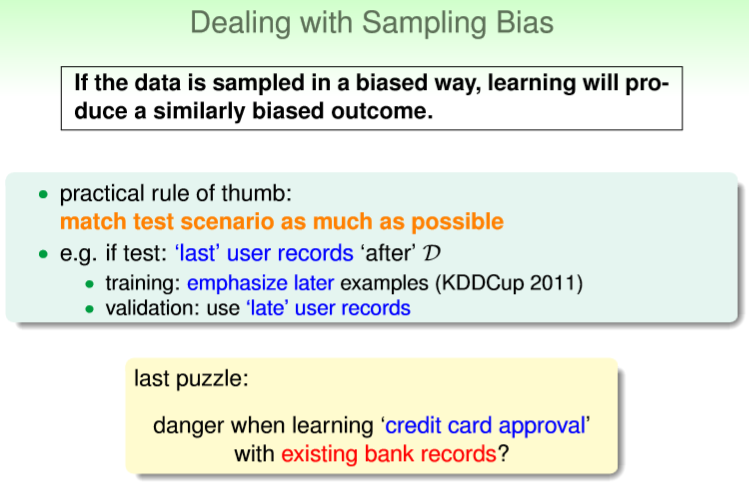 Dealing with Sampling Bias
If the data is sampled in a biased way, learning will pro-
duce a similarly biased outcome.
• practical rule of thumb:
match test scenario as much as possible
• e.g. if test: ‘last’ user records ‘after’ 𝒟
• training: emphasize later examples (KDDCup 2011)
• validation: use ‘late’ user records
last puzzle:
danger when learning ‘credit card approval’
with existing bank records?